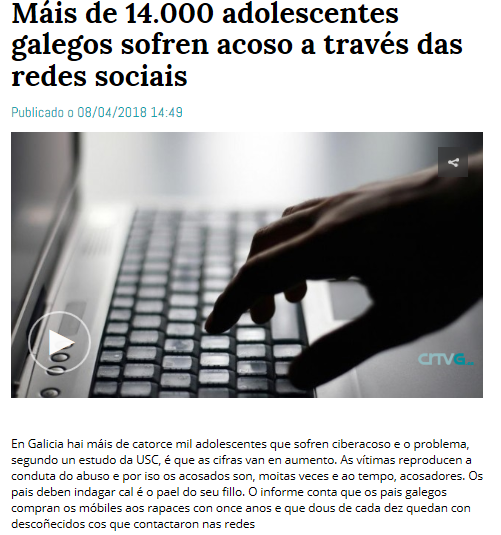 Máis de 14.000 adolescentes
galegos sofren acoso a través das
redes sociais
Publicado o 08/04/2018 14:49
CRTVG..
En Galicia hai máis de catorce mil adolescentes que sofren ciberacoso e o problema,
segundo un estudo da USC, é que as cifras van en aumento. As vítimas reproducen a
conduta do abuso e por iso os acosados son, moitas veces e ao tempo, acosadores. Os
pais deben indagar cal é o pael do seu fillo. O informe conta que os pais galegos
compran os móbiles aos rapaces con once anos e que dous de cada dez quedan con
descoñecidos cos que contactaron nas redes